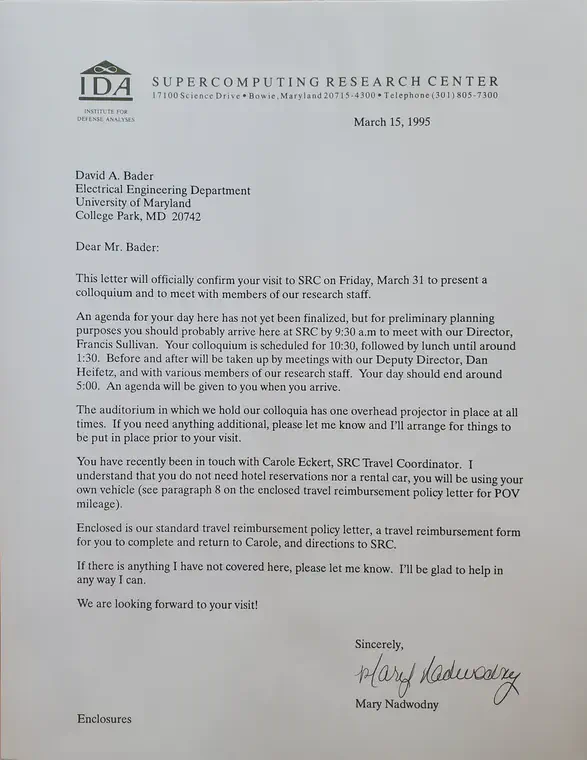 IDA
INSTITUTE FOR
DEFENSE ANALYSES
SUPERCOMPUTING RESEARCH CENTER
17100 Science Drive • Bowie, Maryland 20715-4300 • Telephone (301) 805-7300
March 15, 1995
David A. Bader
Electrical Engineering Department
University of Maryland
College Park, MD 20742
Dear Mr. Bader:
This letter will officially confirm your visit to SRC on Friday, March 31 to present a
colloquium and to meet with members of our research staff.
An agenda for your day here has not yet been finalized, but for preliminary planning
purposes you should probably arrive here at SRC by 9:30 a.m to meet with our Director,
Francis Sullivan. Your colloquium is scheduled for 10:30, followed by lunch until around
1:30. Before and after will be taken up by meetings with our Deputy Director, Dan
Heifetz, and with various members of our research staff. Your day should end around
5:00. An agenda will be given to you when you arrive.
The auditorium in which we hold our colloquia has one overhead projector in place at all
times. If you need anything additional, please let me know and I'll arrange for things to
be put in place prior to your visit.
You have recently been in touch with Carole Eckert, SRC Travel Coordinator. I
understand that you do not need hotel reservations nor a rental car, you will be using your
own vehicle (see paragraph 8 on the enclosed travel reimbursement policy letter for POV
mileage).
Enclosed is our standard travel reimbursement policy letter, a travel reimbursement form
for you to complete and return to Carole, and directions to SRC.
If there is anything I have not covered here, please let me know. I'll be glad to help in
any way I can.
We are looking forward to your visit!
Sincerely,
Mary Nadwodny
Mary Nadwodny
Enclosures